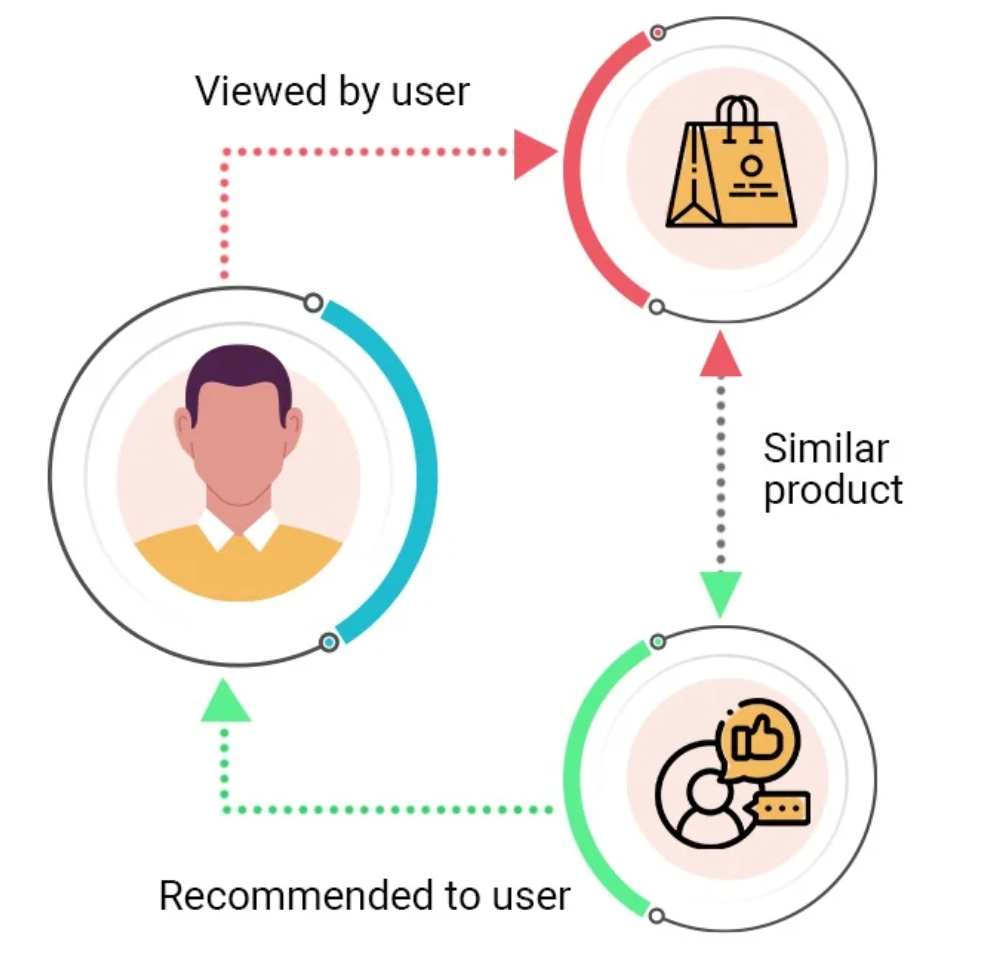 Viewed by user
Similar
product
Recommended to user